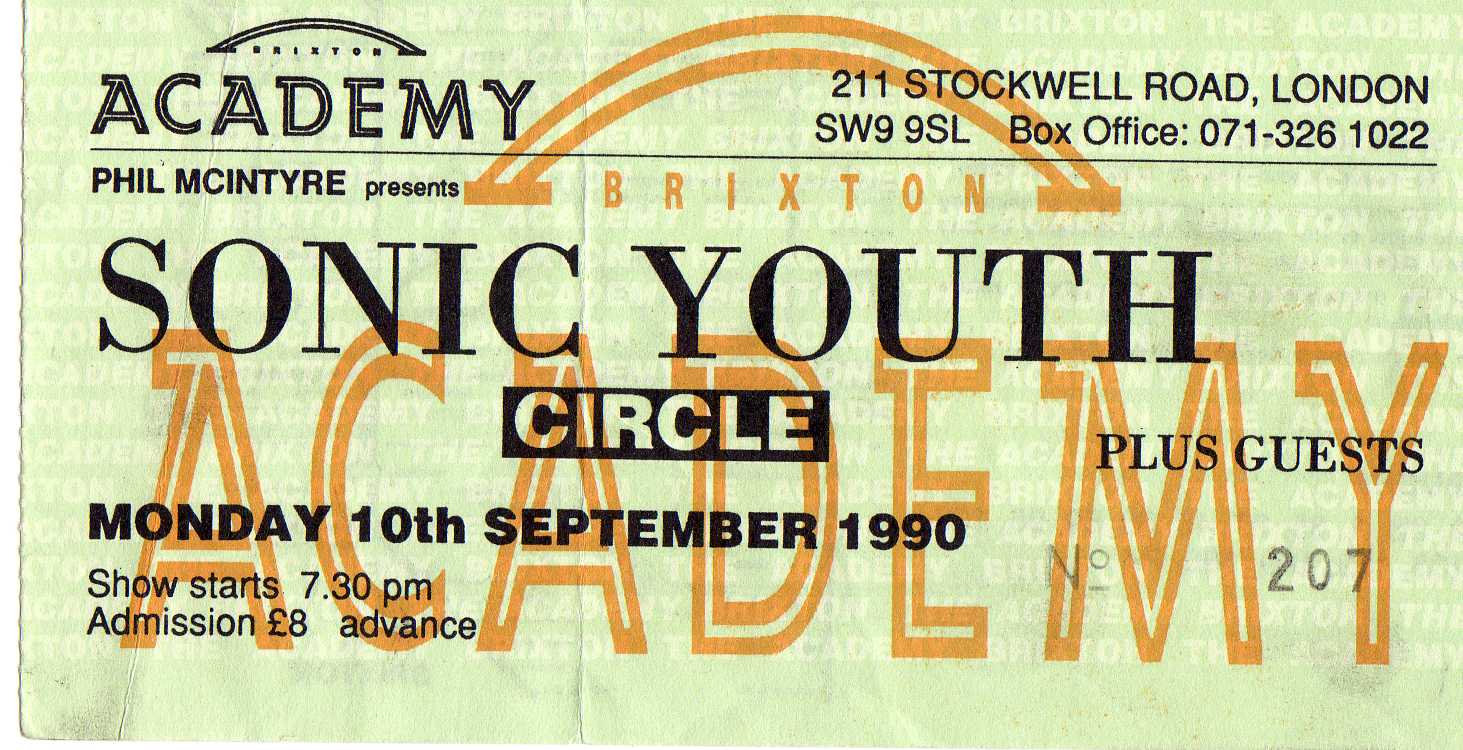 BRIXTON
ACADEMY
211 STOCKWELL ROAD, LONDON
SW9 9SL Box Office: 071-326 1022
PHIL MCINTYRE presents
BRIXTON
SONIC YOUTH
ACADEMY
CIRCLE
PLUS GUESTS
MONDAY 10th SEPTEMBER 1990
Show starts 7.30 pm
Admission £8 advance
Nº 207